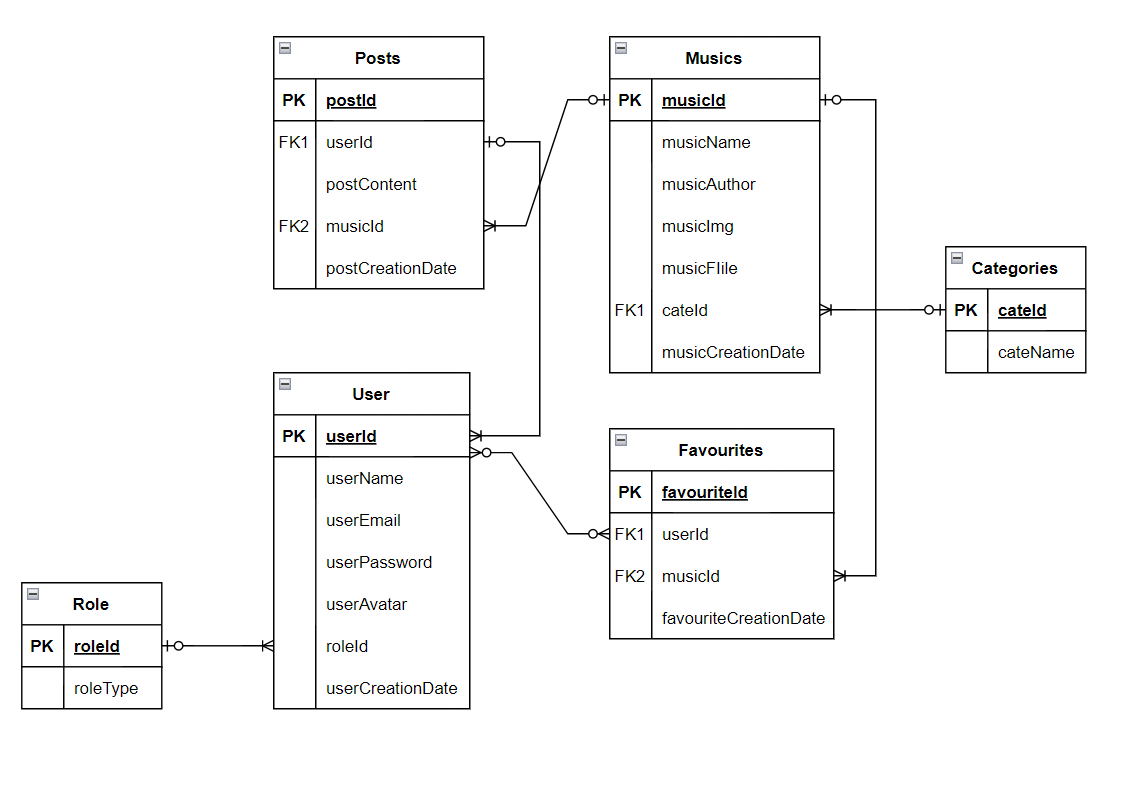 Posts
PK postId
FK1 userId
postContent
FK2 musicId
postCreationDate
Musics
PK musicId
musicName
musicAuthor
musicImg
musicFIile
FK1 cateId
musicCreationDate
Categories
PK cateId
cateName
User
PK userId
userName
userEmail
userPassword
userAvatar
roleId
userCreationDate
Favourites
PK favouriteId
FK1 userId
FK2 musicId
favouriteCreationDate
Role
PK roleId
roleType